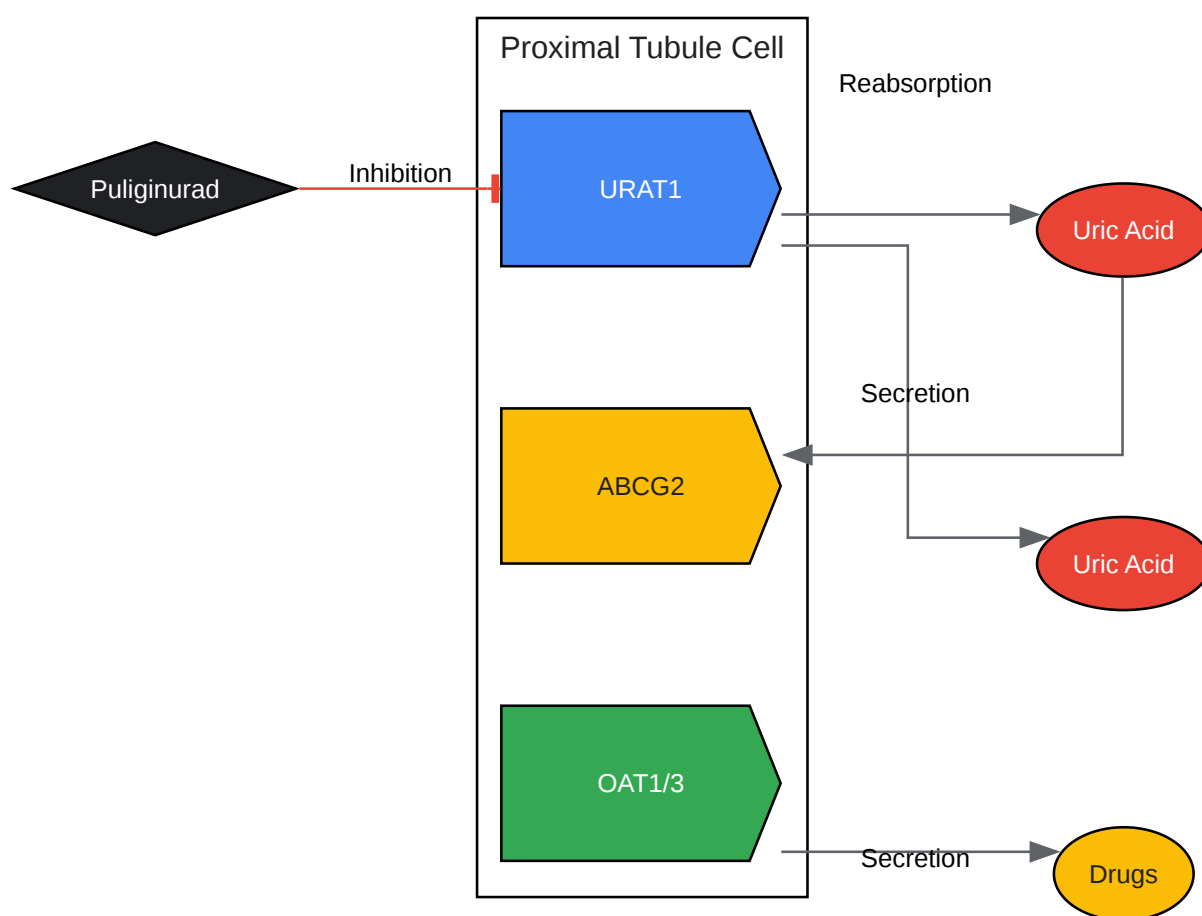 Proximal Tubule Cell
Reabsorption
Inhibition
Puliginurad
URAT1
Uric Acid
Secretion
ABCG2
Uric Acid
OAT1/3
Secretion
Drugs